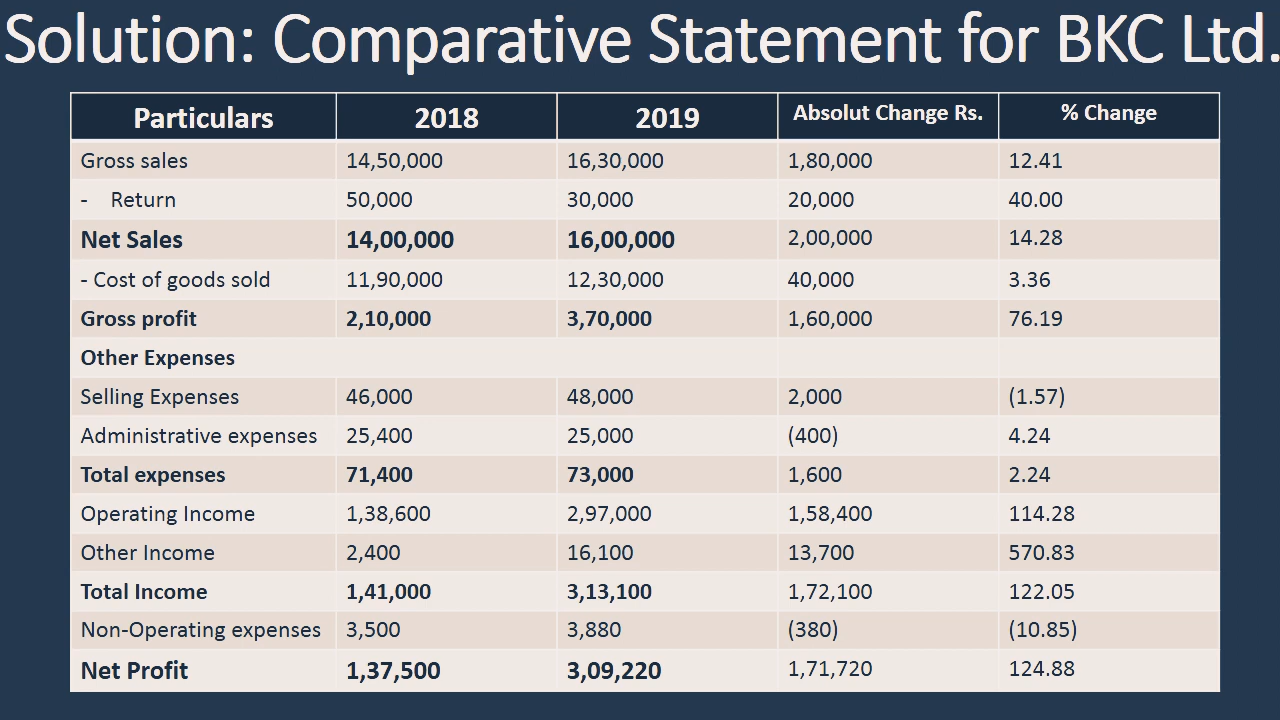 Solution: Comparative Statement for BKC Ltd.
Particulars 2018 2019 Absolut Change Rs. % Change
Gross sales 14,50,000 16,30,000 1,80,000 12.41
- Return 50,000 30,000 20,000 40.00
Net Sales 14,00,000 16,00,000 2,00,000 14.28
- Cost of goods sold 11,90,000 12,30,000 40,000 3.36
Gross profit 2,10,000 3,70,000 1,60,000 76.19
Other Expenses
Selling Expenses 46,000 48,000 2,000 (1.57)
Administrative expenses 25,400 25,000 (400) 4.24
Total expenses 71,400 73,000 1,600 2.24
Operating Income 1,38,600 2,97,000 1,58,400 114.28
Other Income 2,400 16,100 13,700 570.83
Total Income 1,41,000 3,13,100 1,72,100 122.05
Non-Operating expenses 3,500 3,880 (380) (10.85)
Net Profit 1,37,500 3,09,220 1,71,720 124.88